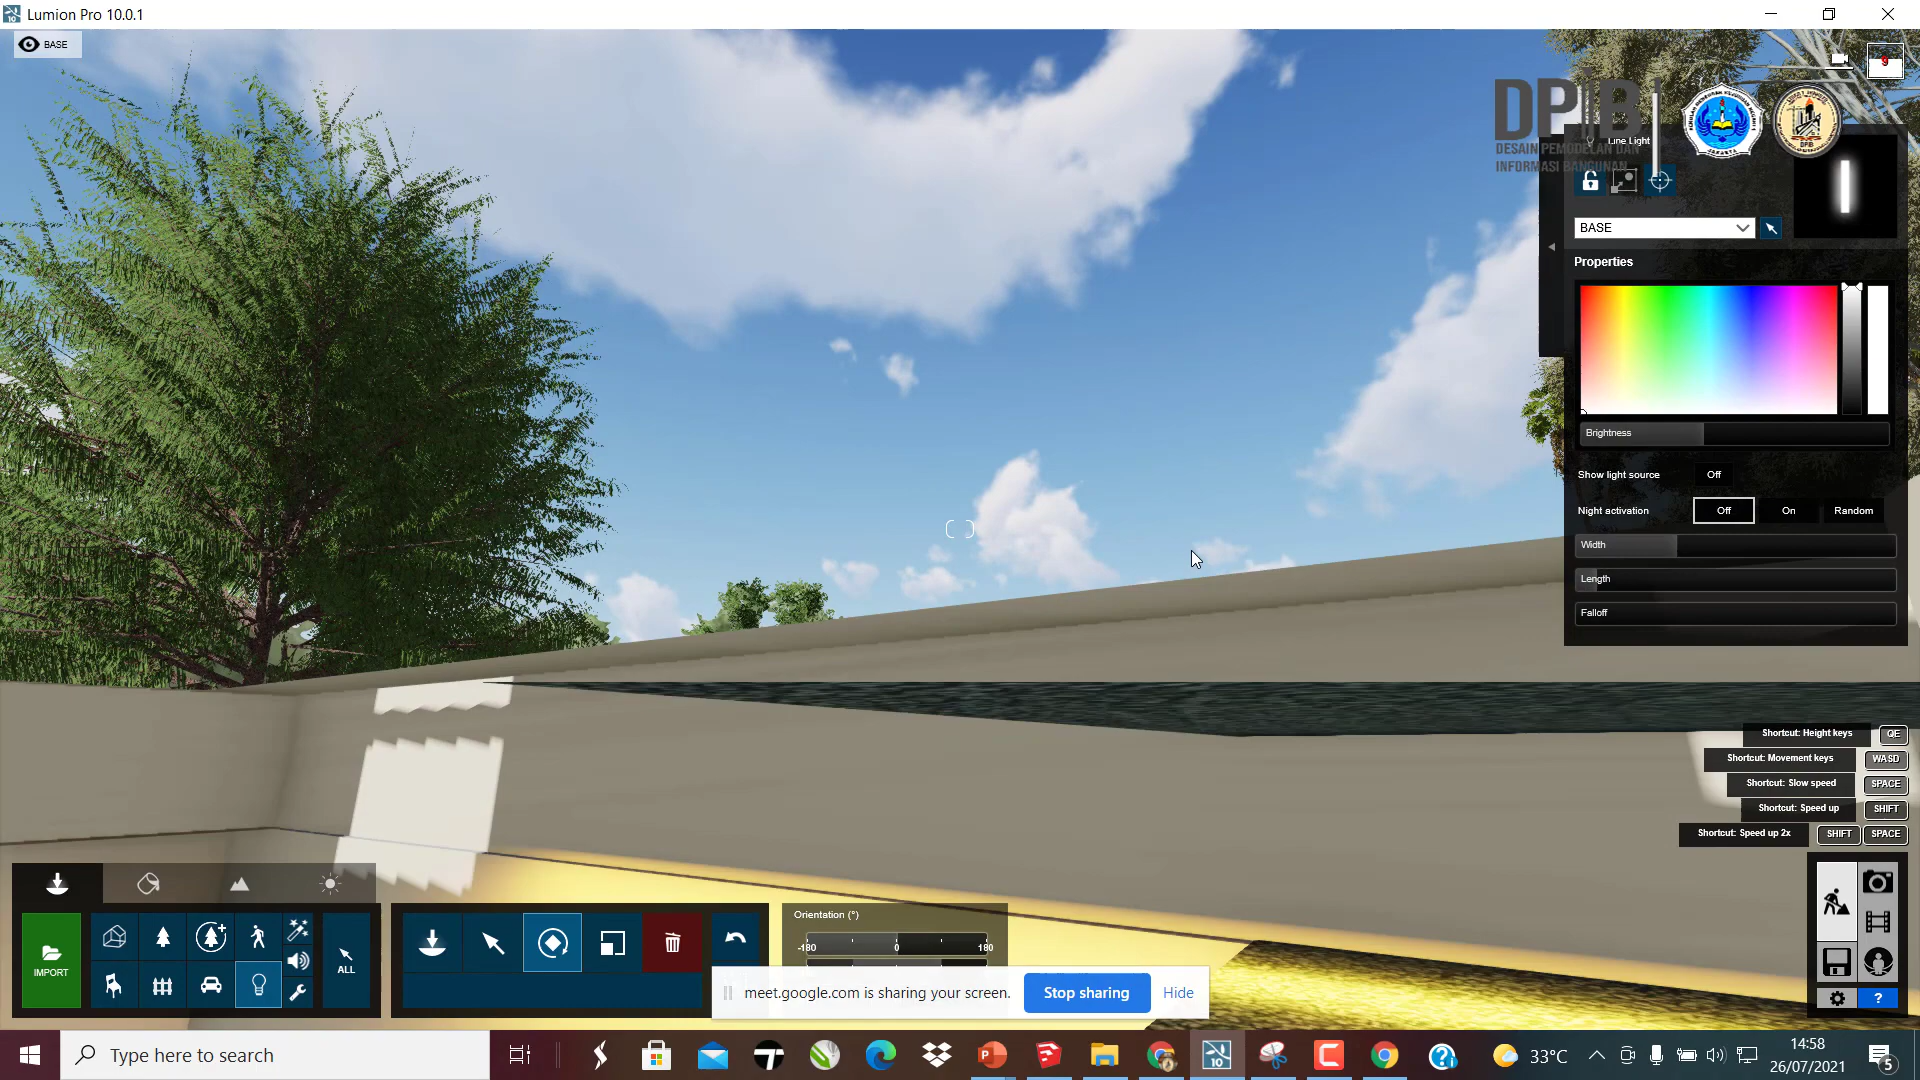 Lumion Pro 10.0.1
BASE
DPIB
DESAIN PEMODELAN DAN
INFORMASI BANGUNAN
Line Light
BASE
Properties
Brightness
Show light source Off
Night activation Off On Random
Width
Length
Falloff
Shortcut: Height keys QE
Shortcut: Movement keys WASD
Shortcut: Slow speed SPACE
Shortcut: Speed up SHIFT
Shortcut: Speed up 2x SHIFT SPACE
IMPORT
ALL
Orientation (°)
-180 0 180
meet.google.com is sharing your screen. Stop sharing Hide
Type here to search
33°C
14:58
26/07/2021
5